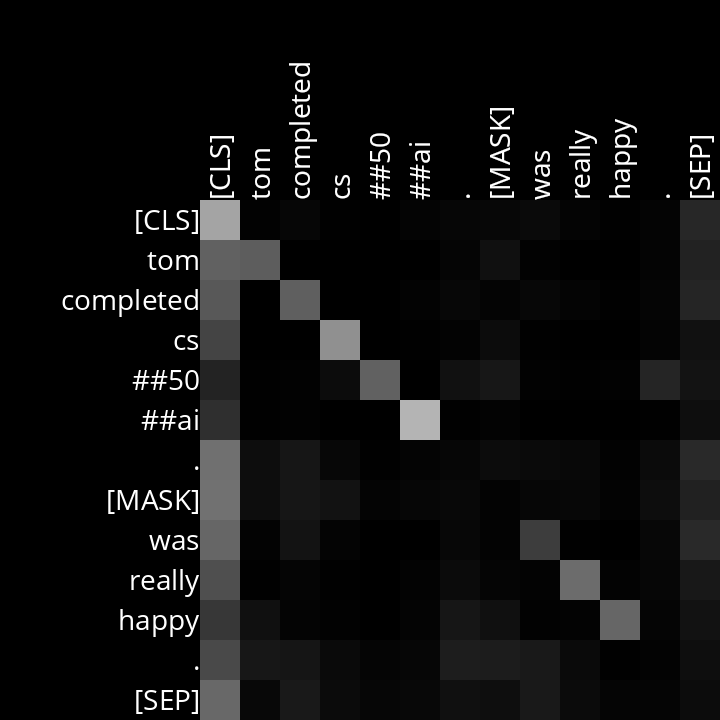 [CLS]
tom
completed
cs
##50
##ai
.
[MASK]
was
really
happy
.
[SEP]
[CLS]
tom
completed
cs
##50
##ai
.
[MASK]
was
really
happy
.
[SEP]